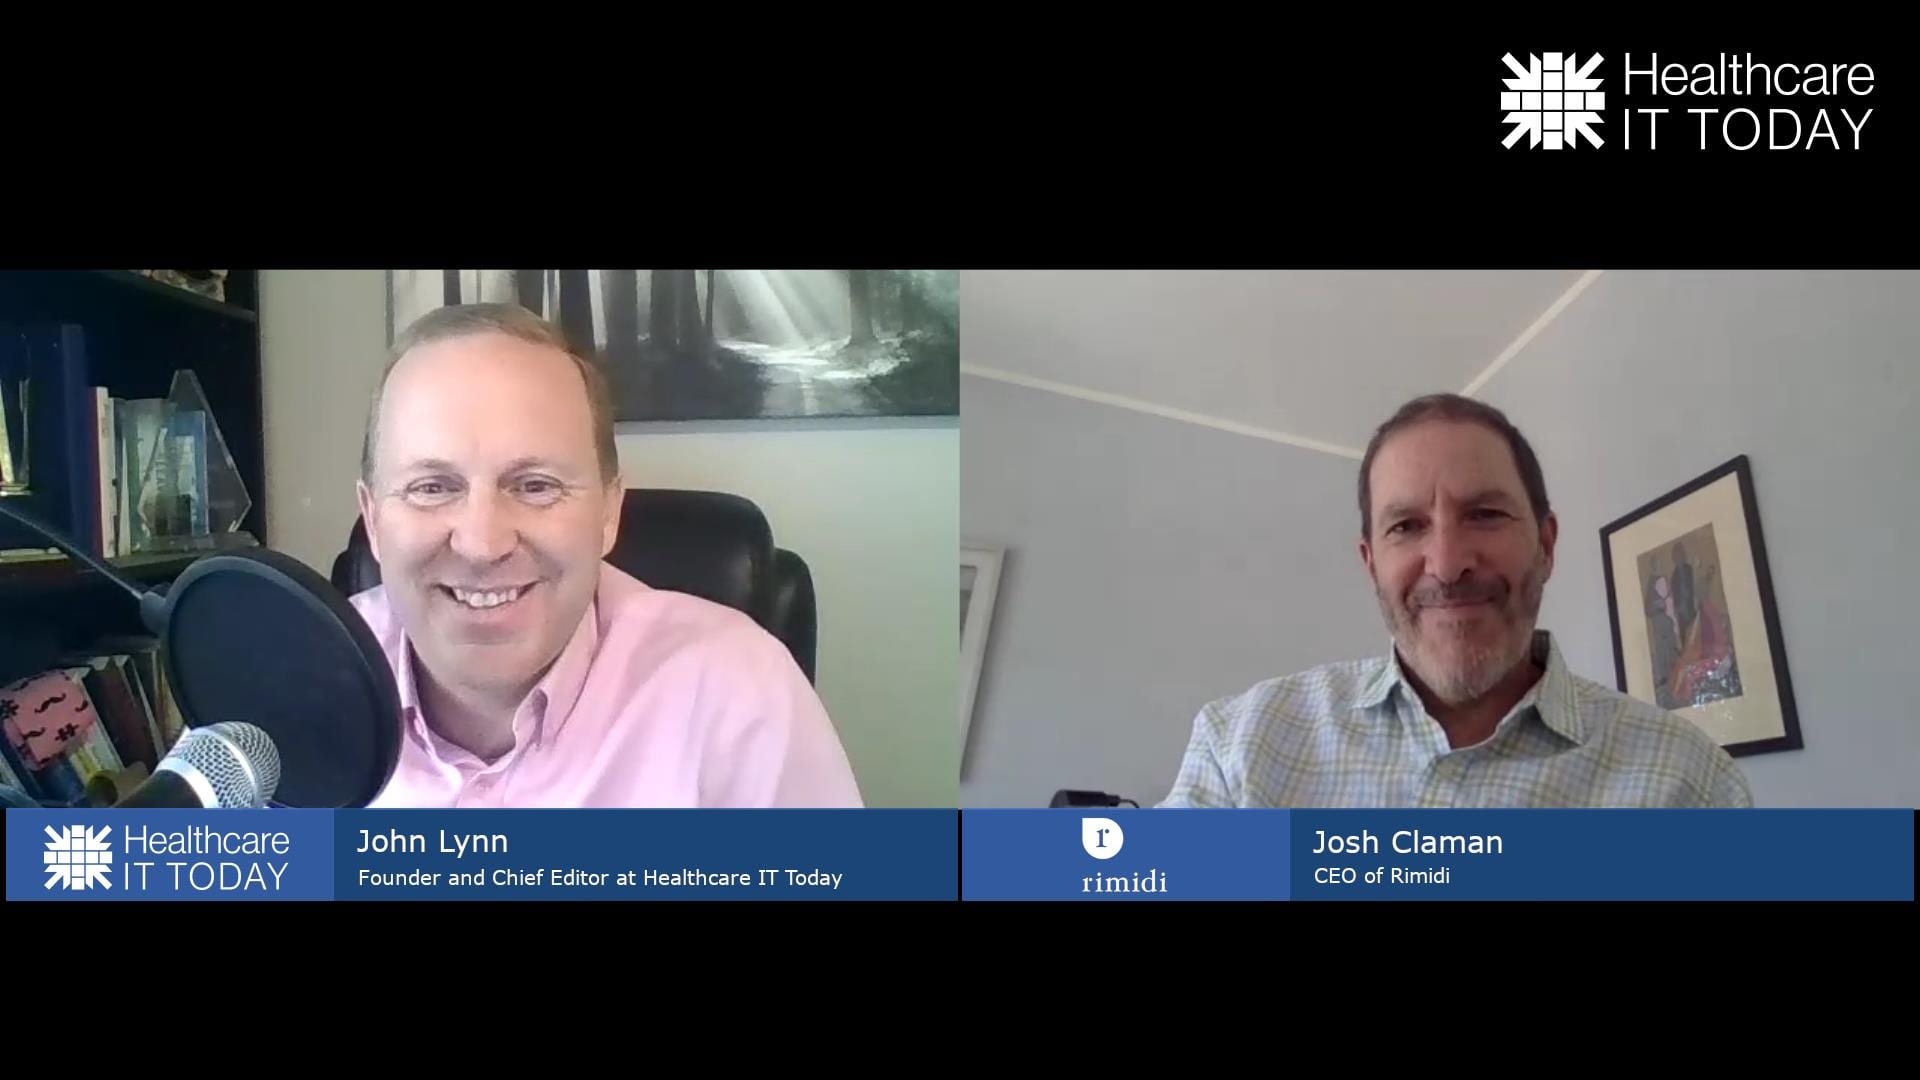 Healthcare
IT TODAY
Healthcare
IT TODAY
John Lynn
Founder and Chief Editor at Healthcare IT Today
r
rimidi
Josh Claman
CEO of Rimidi